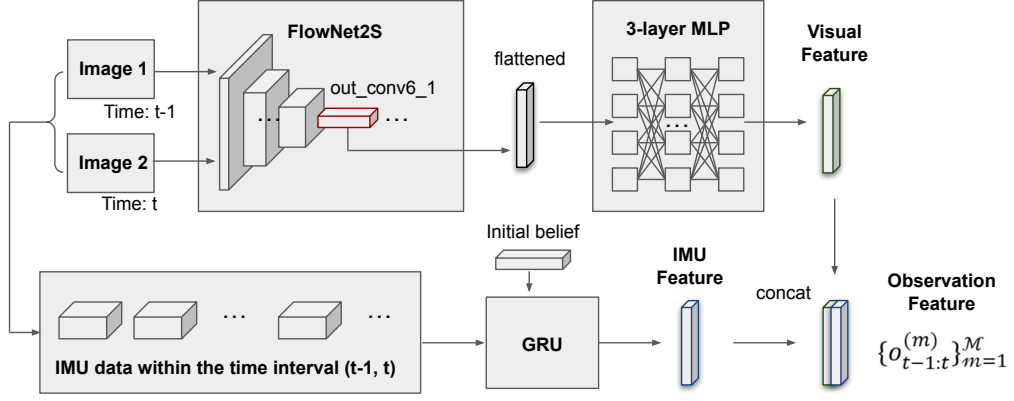 FlowNet2S
3-layer MLP
Visual
Feature
Image 1
Time: t-1
out_conv6_1
...
...
flattened
...
Image 2
Time: t
Initial belief
IMU
Feature
concat
Observation
Feature
...
...
IMU data within the time interval (t-1, t)
GRU
{o_{t-1:t}^{(m)}}_{m=1}^{ℳ}